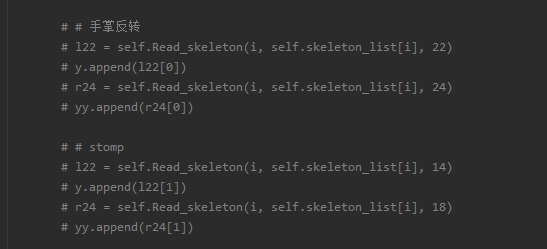 # # 手掌反转
# l22 = self.Read_skeleton(i, self.skeleton_list[i], 22)
# y.append(l22[0])
# r24 = self.Read_skeleton(i, self.skeleton_list[i], 24)
# yy.append(r24[0])
# # stomp
# l22 = self.Read_skeleton(i, self.skeleton_list[i], 14)
# y.append(l22[1])
# r24 = self.Read_skeleton(i, self.skeleton_list[i], 18)
# yy.append(r24[1])